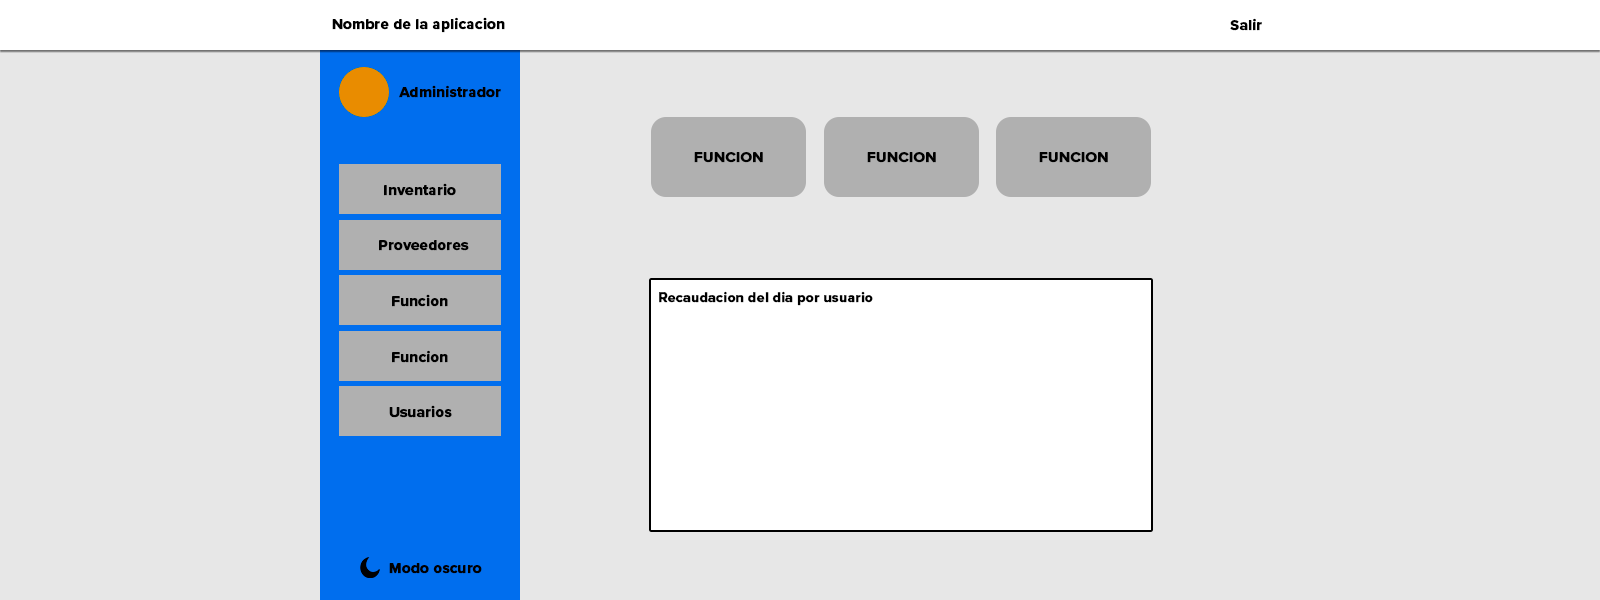 Nombre de la aplicacion
Salir
Administrador
Inventario
Proveedores
Funcion
Funcion
Usuarios
Modo oscuro
FUNCION
FUNCION
FUNCION
Recaudacion del dia por usuario